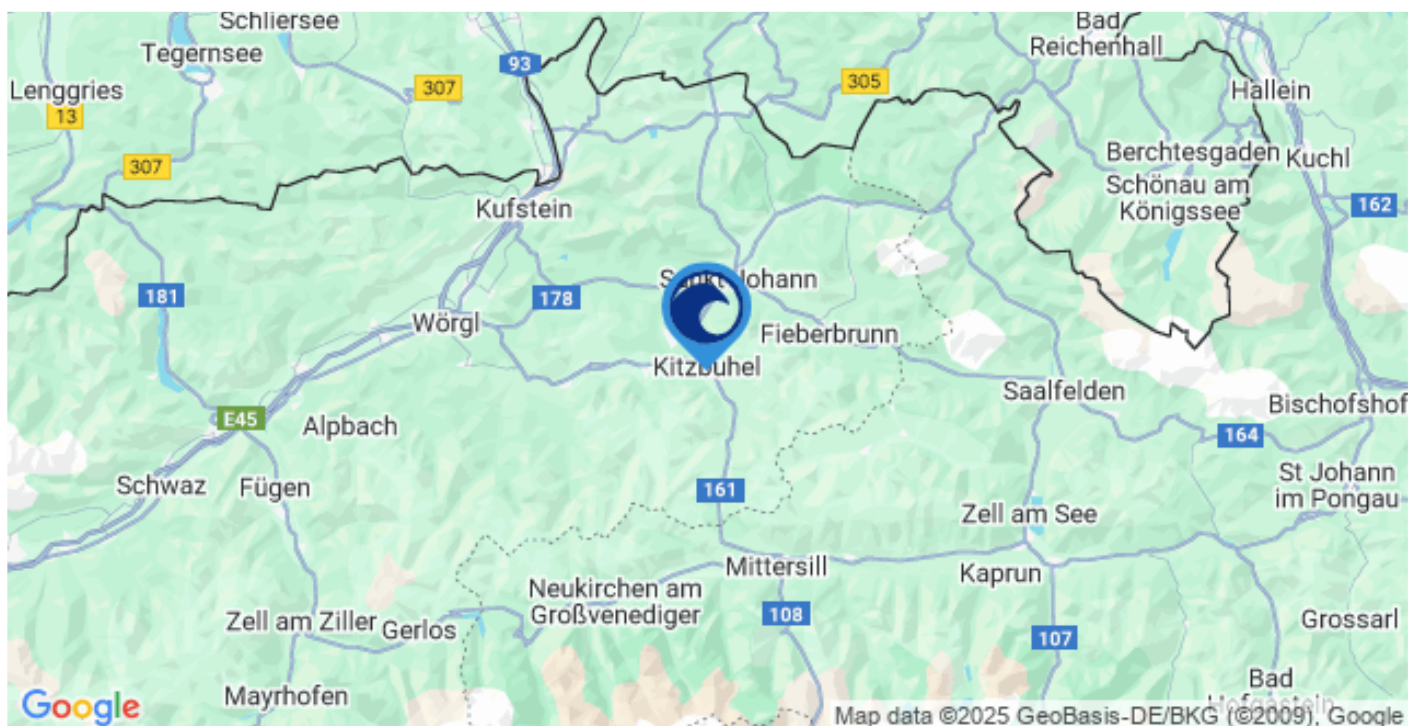 Schliersee
Tegernsee
93
Bad
Reichenhall
Lenggries
13
307
305
Hallein
307
Berchtesgaden
Kuchl
Schönau am
Königssee
162
Kufstein
181
178
Sankt Johann
Wörgl
Fieberbrunn
Kitzbühel
Saalfelden
E45
Alpbach
Bischofshof
164
Schwaz
Fügen
161
St Johann
im Pongau
Zell am See
Mittersill
Kaprun
Neukirchen am
Großvenediger
108
Zell am Ziller
Gerlos
107
Grossarl
Mayrhofen
Bad
Hofgastein
Google
Map data ©2025 GeoBasis-DE/BKG (©2009), Google